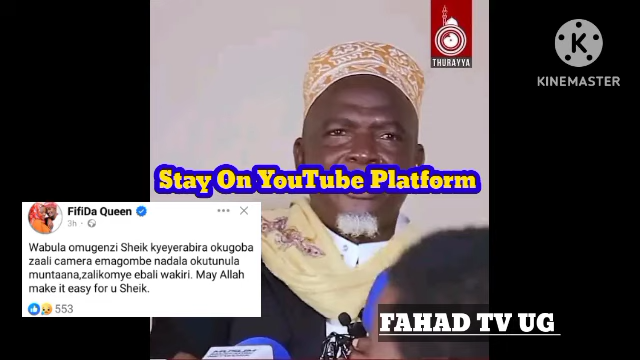 THURAYYA
KINEMASTER
Stay On YouTube Platform
FifiDa Queen
3h
Wabula omugenzi Sheik kyeyerabira okugoba
zaali camera emagombe nadala okutunula
muntaana,zalikomye ebali wakiri. May Allah
make it easy for u Sheik.
553
FAHAD TV UG